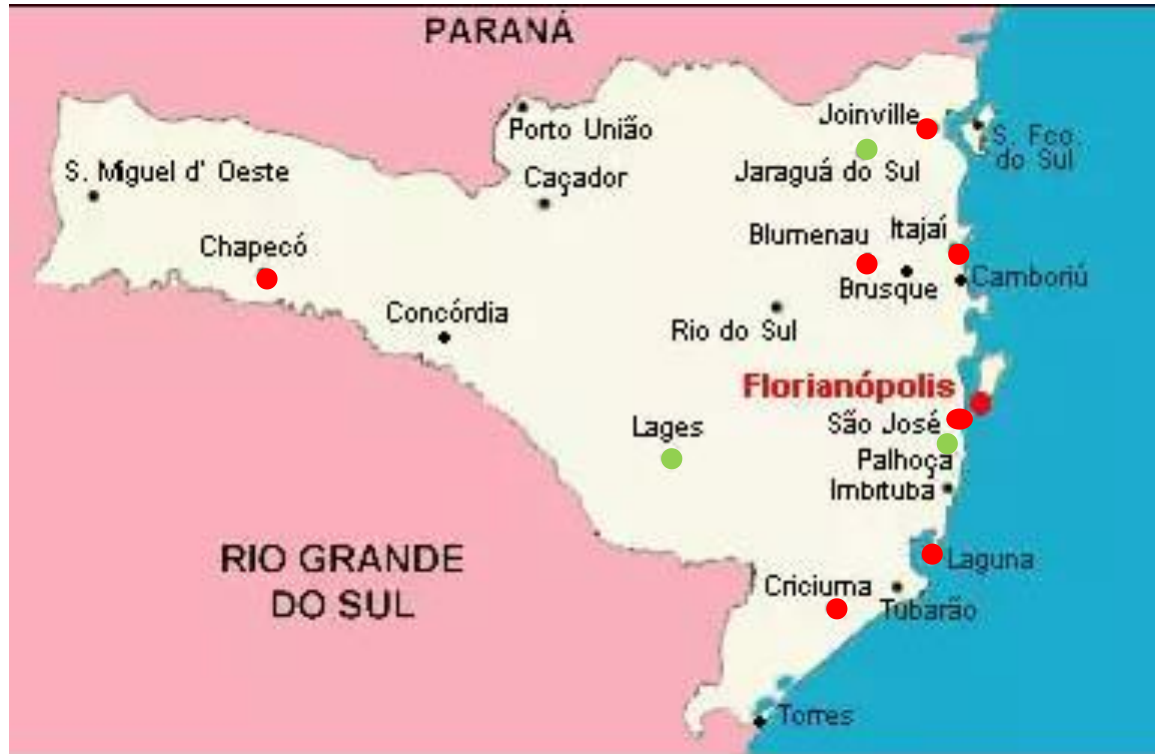 PARANÁ
Joinville
Porto União
S. Fco.
do Sul
S. Miguel d' Oeste
Caçador
Jaraguá do Sul
Chapecó
Blumenau
Itajaí
Brusque
Camboriú
Concórdia
Rio do Sul
Florianópolis
São José
Lages
Palhoça
Imbituba
RIO GRANDE
DO SUL
Laguna
Criciuma
Tubarão
Torres